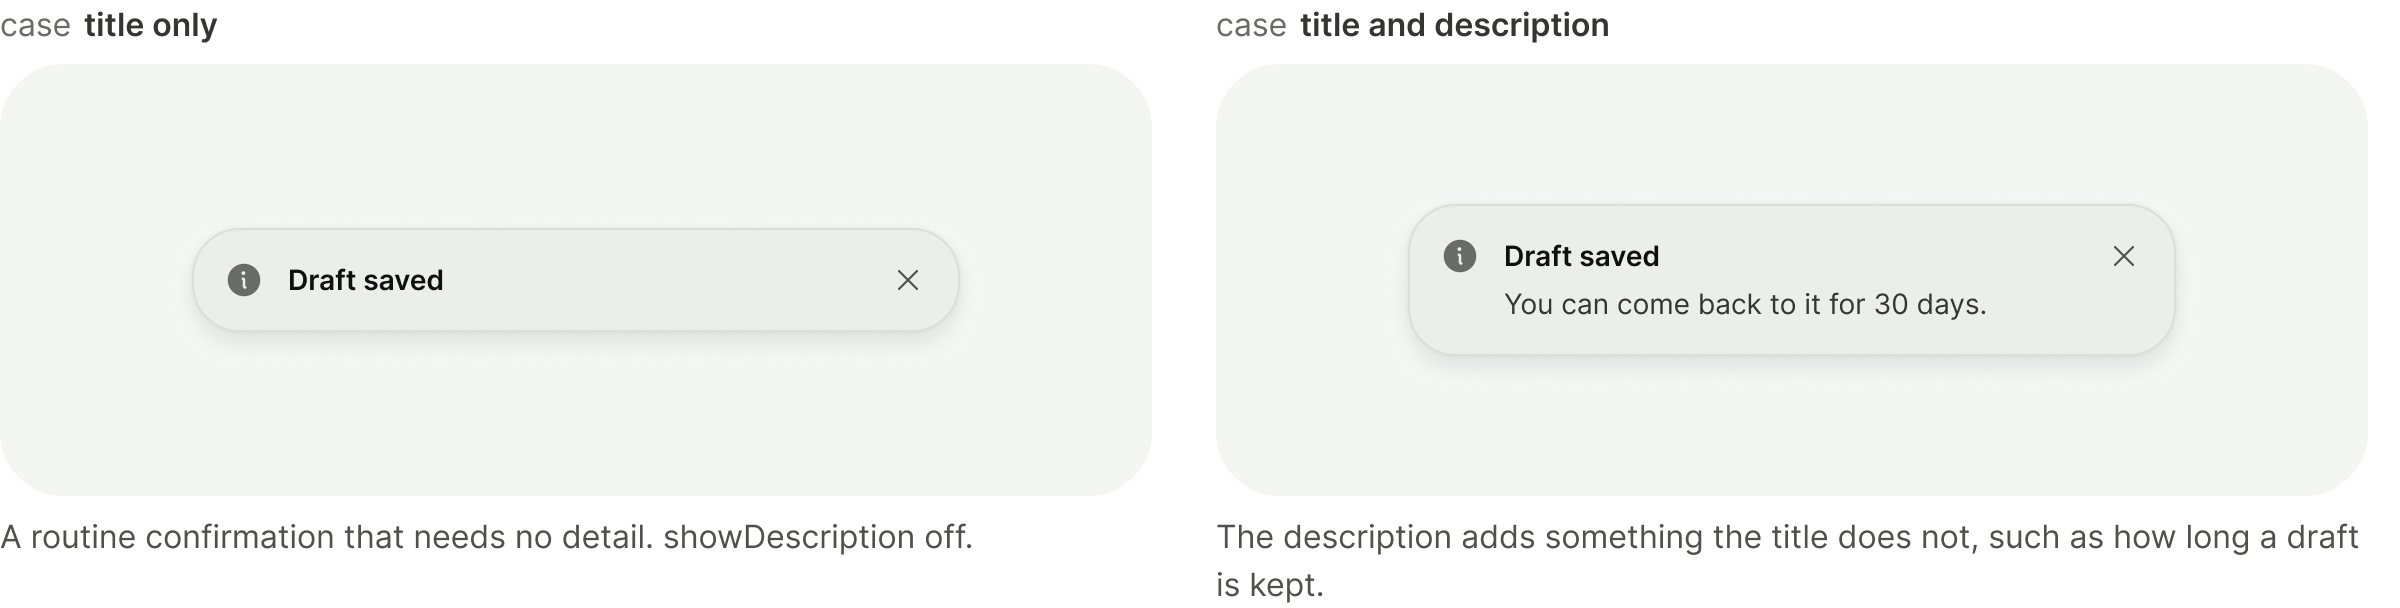 case title only
Draft saved
A routine confirmation that needs no detail. showDescription off.
case title and description
Draft saved
You can come back to it for 30 days.
The description adds something the title does not, such as how long a draft
is kept.